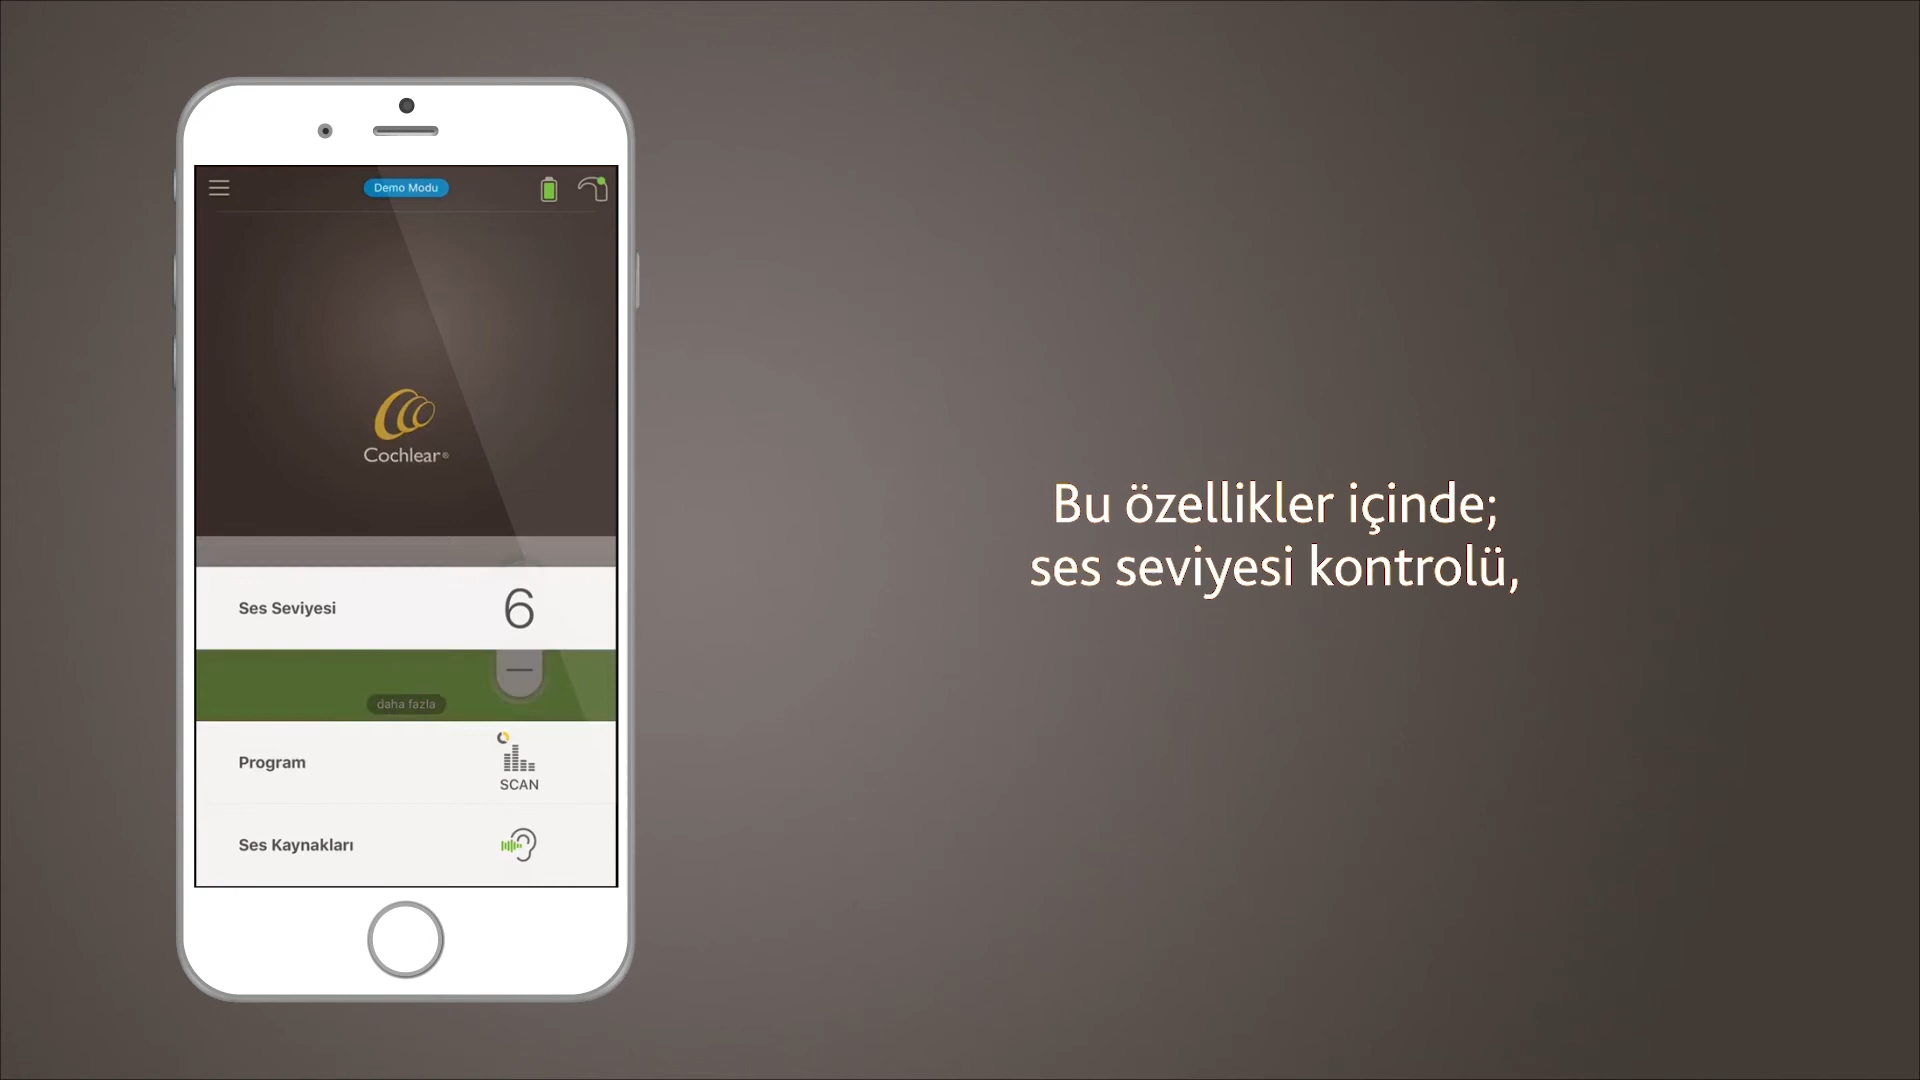 Demo Modu
Cochlear®
Ses Seviyesi 6
daha fazla
Program
SCAN
Ses Kaynakları
Bu özellikler içinde;
ses seviyesi kontrolü,